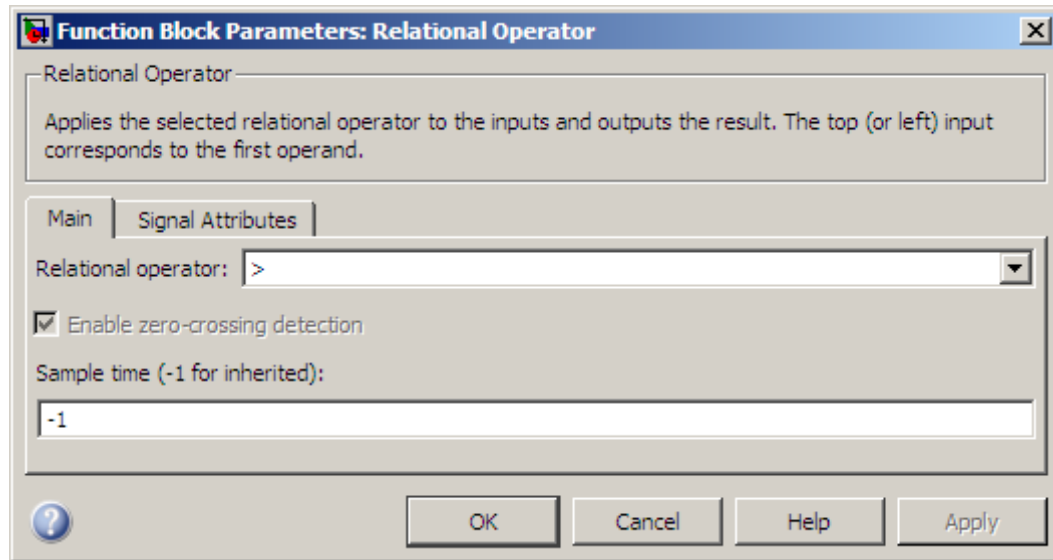 Function Block Parameters: Relational Operator
Relational Operator
Applies the selected relational operator to the inputs and outputs the result. The top (or left) input
corresponds to the first operand.
Main
Signal Attributes
Relational operator: >
Enable zero-crossing detection
Sample time (-1 for inherited):
-1
? OK Cancel Help Apply